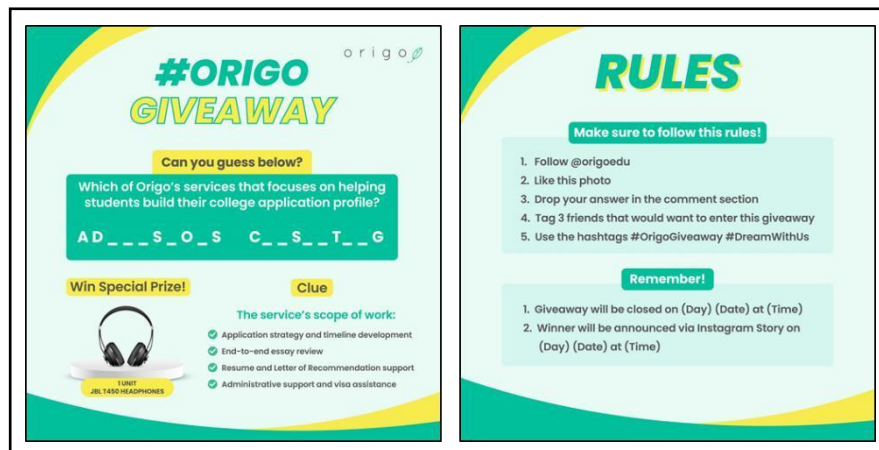 origo
#ORIGO
GIVEAWAY
Can you guess below?
Which of Origo's services that focuses on helping
students build their college application profile?
A D _ _ _ S _ O _ S C _ _ S _ _ T _ _ G
Win Special Prize!
1 UNIT
JBL T450 HEADPHONES
Clue
The service's scope of work:
Application strategy and timeline development
End-to-end essay review
Resume and Letter of Recommendation support
Administrative support and visa assistance
RULES
Make sure to follow this rules!
1. Follow @origoedu
2. Like this photo
3. Drop your answer in the comment section
4. Tag 3 friends that would want to enter this giveaway
5. Use the hashtags #OrigoGiveaway #DreamWithUs
Remember!
1. Giveaway will be closed on (Day) (Date) at (Time)
2. Winner will be announced via Instagram Story on
(Day) (Date) at (Time)